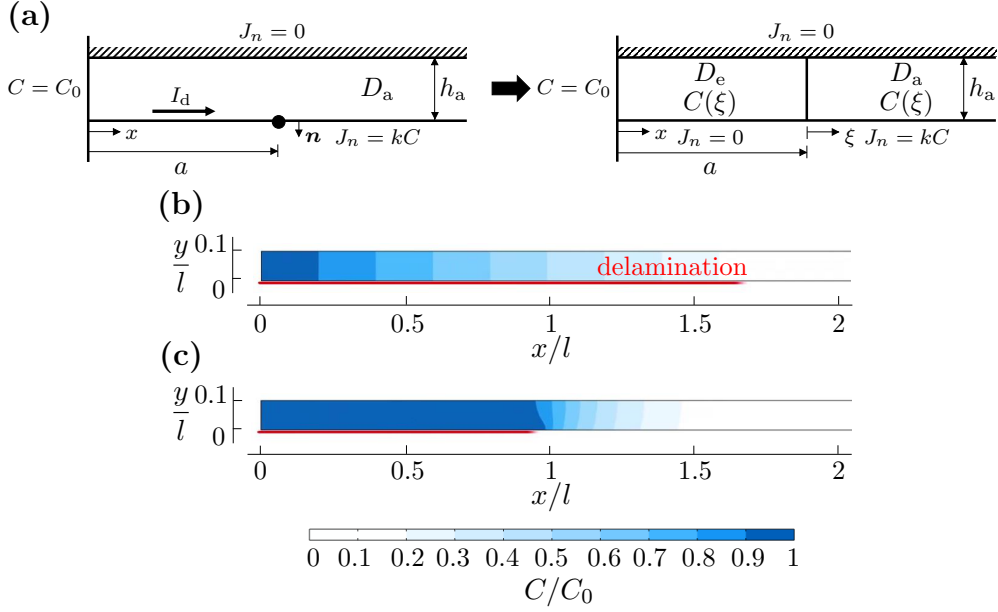 (a)
J_n = 0
J_n = 0
C = C_0
I_d
D_a
h_a
C = C_0
D_e
C(ξ)
D_a
C(ξ)
h_a
x
n
J_n = kC
x
J_n = 0
ξ
J_n = kC
a
a
(b)
y/l
0.1
0
delamination
0 0.5 1 1.5 2
x/l
(c)
y/l
0.1
0
0 0.5 1 1.5 2
x/l
0 0.1 0.2 0.3 0.4 0.5 0.6 0.7 0.8 0.9 1
C/C_0